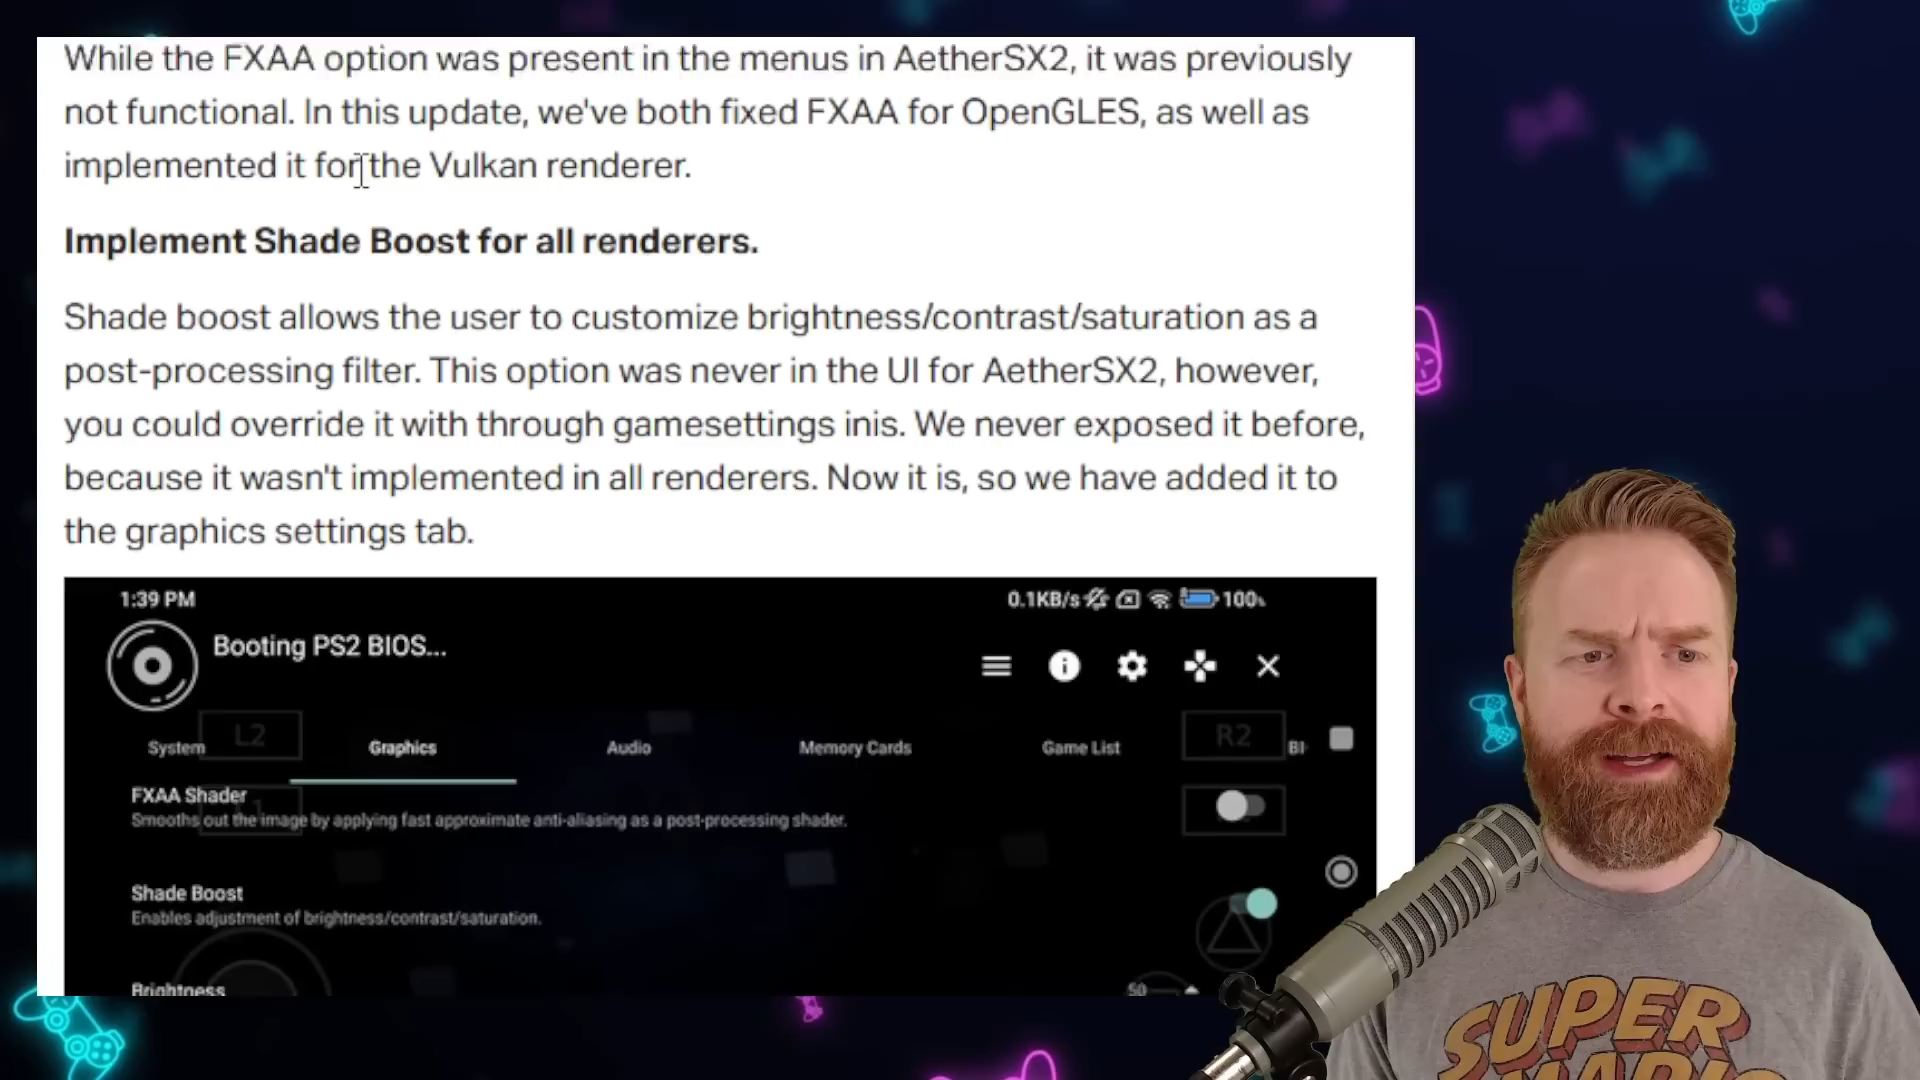 While the FXAA option was present in the menus in AetherSX2, it was previously
not functional. In this update, we've both fixed FXAA for OpenGLES, as well as
implemented it for the Vulkan renderer.
Implement Shade Boost for all renderers.
Shade boost allows the user to customize brightness/contrast/saturation as a
post-processing filter. This option was never in the UI for AetherSX2, however,
you could override it with through gamesettings inis. We never exposed it before,
because it wasn't implemented in all renderers. Now it is, so we have added it to
the graphics settings tab.
1:39 PM
0.1KB/s
100%
Booting PS2 BIOS...
L2
R2
System
Graphics
Audio
Memory Cards
Game List
BI
FXAA Shader
Smooths out the image by applying fast approximate anti-aliasing as a post-processing shader.
Shade Boost
Enables adjustment of brightness/contrast/saturation.
Brightness
50
SUPER
MARIO